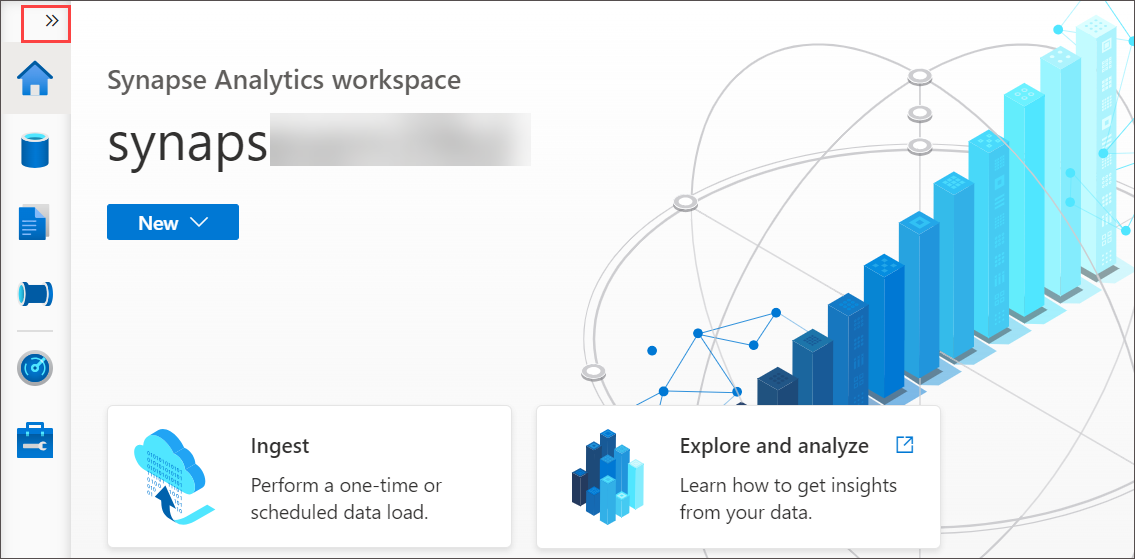 Synapse Analytics workspace
synaps
New
Ingest
Perform a one-time or
scheduled data load.
Explore and analyze
Learn how to get insights
from your data.